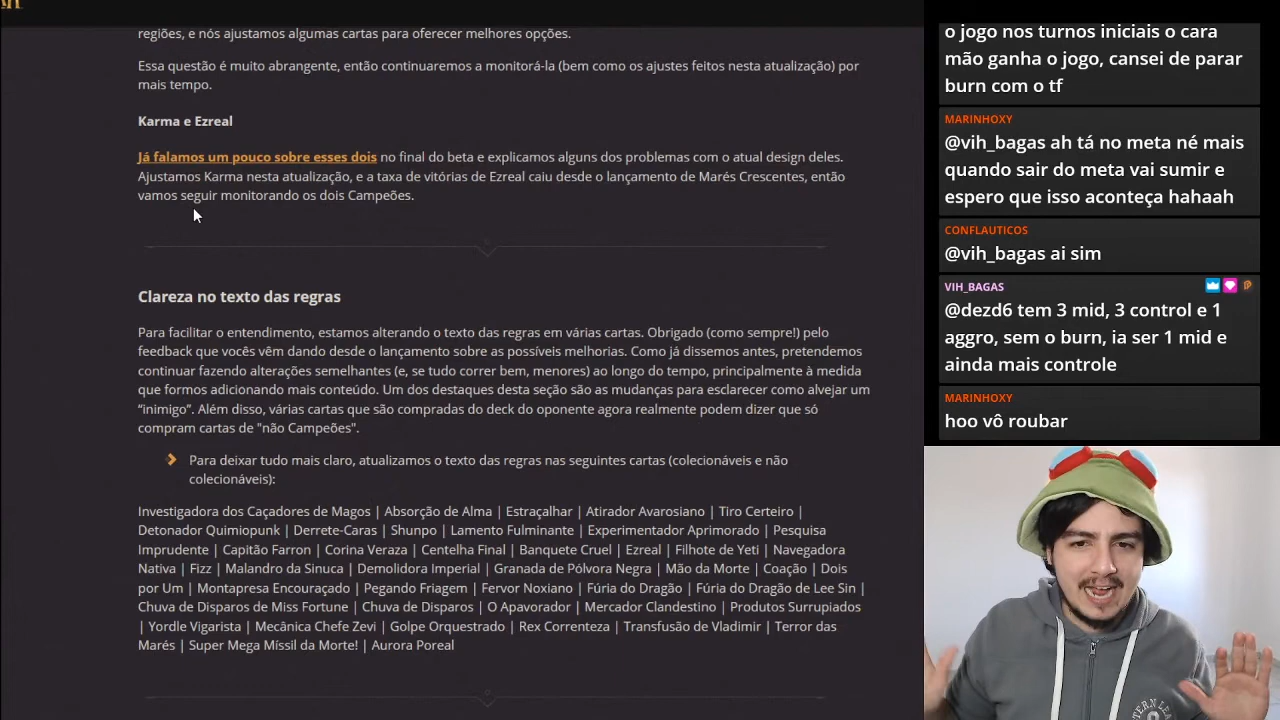 regiões, e nós ajustamos algumas cartas para oferecer melhores opções.
Essa questão é muito abrangente, então continuaremos a monitorá-la (bem como os ajustes feitos nesta atualização) por
mais tempo.
Karma e Ezreal
Já falamos um pouco sobre esses dois no final do beta e explicamos alguns dos problemas com o atual design deles.
Ajustamos Karma nesta atualização, e a taxa de vitórias de Ezreal caiu desde o lançamento de Marés Crescentes, então
vamos seguir monitorando os dois Campeões.
Clareza no texto das regras
Para facilitar o entendimento, estamos alterando o texto das regras em várias cartas. Obrigado (como sempre!) pelo
feedback que vocês vêm dando desde o lançamento sobre as possíveis melhorias. Como já dissemos antes, pretendemos
continuar fazendo alterações semelhantes (e, se tudo correr bem, menores) ao longo do tempo, principalmente à medida
que formos adicionando mais conteúdo. Um dos destaques desta seção são as mudanças para esclarecer como alvejar um
“inimigo”. Além disso, várias cartas que são compradas do deck do oponente agora realmente podem dizer que só
compram cartas de "não Campeões".
Para deixar tudo mais claro, atualizamos o texto das regras nas seguintes cartas (colecionáveis e não
colecionáveis):
Investigadora dos Caçadores de Magos | Absorção de Alma | Estraçalhar | Atirador Avarosiano | Tiro Certeiro |
Detonador Quimiopunk | Derrete-Caras | Shunpo | Lamento Fulminante | Experimentador Aprimorado | Pesquisa
Imprudente | Capitão Farron | Corina Veraza | Centelha Final | Banquete Cruel | Ezreal | Filhote de Yeti | Navegadora
Nativa | Fizz | Malandro da Sinuca | Demolidora Imperial | Granada de Pólvora Negra | Mão da Morte | Coação | Dois
por Um | Montapresa Encouraçado | Pegando Friagem | Fervor Noxiano | Fúria do Dragão | Fúria do Dragão de Lee Sin |
Chuva de Disparos de Miss Fortune | Chuva de Disparos | O Apavorador | Mercador Clandestino | Produtos Surrupiados
| Yordle Vigarista | Mecânica Chefe Zevi | Golpe Orquestrado | Rex Correnteza | Transfusão de Vladimir | Terror das
Marés | Super Mega Míssil da Morte! | Aurora Poreal
o jogo nos turnos iniciais o cara
mão ganha o jogo, cansei de parar
burn com o tf
MARINHOXY
@vih_bagas ah tá no meta né mais
quando sair do meta vai sumir e
espero que isso aconteça hahaah
CONFLAUTICOS
@vih_bagas ai sim
VIH_BAGAS
@dezd6 tem 3 mid, 3 control e 1
aggro, sem o burn, ia ser 1 mid e
ainda mais controle
MARINHOXY
hoo vô roubar